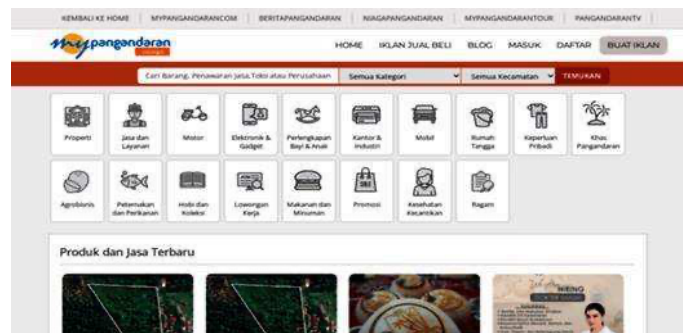 KEMBALI KE HOME MYPANGANDARANCOM BERITAPANGANDARAN NIAGAPANGANDARAN MYPANGANDARANTOUR PANGANDARANTV
mypangandaran
HOME IKLAN JUAL BELI BLOG MASUK DAFTAR BUAT IKLAN
Cari Barang, Penawaran Jasa, Toko atau Perusahaan Semua Kategori Semua Kecamatan TEMUKAN
Properti
Jasa dan Layanan
Motor
Elektronik & Gadget
Perlengkapan Bayi & Anak
Kantor & Industri
Mobil
Rumah Tangga
Keperluan Pribadi
Khas Pangandaran
Agrobisnis
Peternakan dan Perikanan
Hobi dan Koleksi
Lowongan Kerja
Makanan dan Minuman
Promosi
Kesehatan Kecantikan
Ragam
Produk dan Jasa Terbaru
HIRING